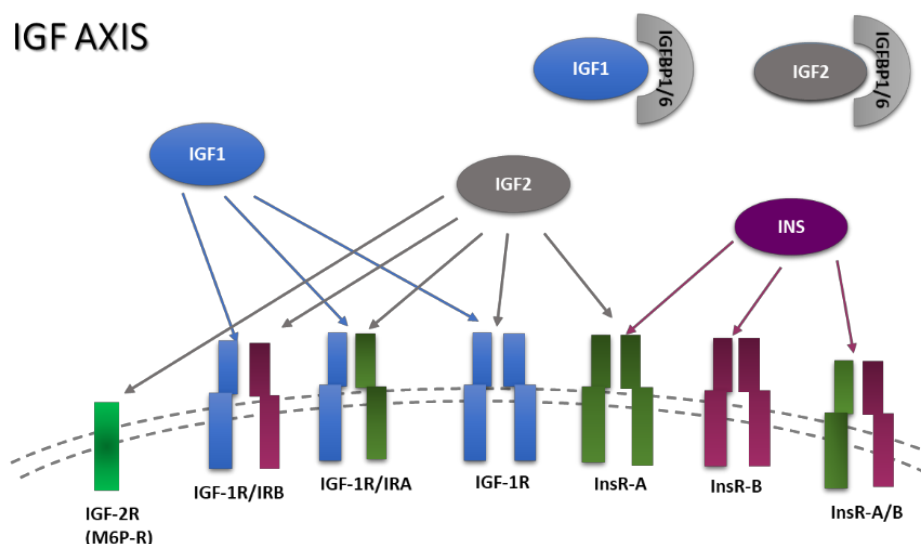 IGF AXIS
IGF1
IGFBP1/6
IGF2
IGFBP1/6
IGF1
IGF2
INS
IGF-2R
(M6P-R)
IGF-1R/IRB
IGF-1R/IRA
IGF-1R
InsR-A
InsR-B
InsR-A/B